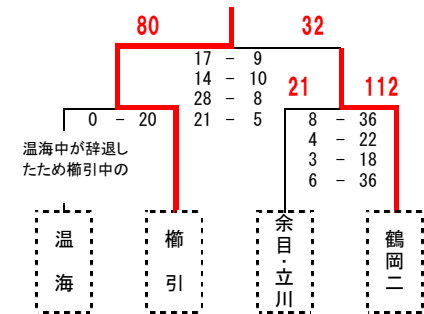 80 32
17 － 9
14 － 10
28 － 8
21 － 5
21 112
0 － 20
8 － 36
4 － 22
3 － 18
6 － 36
温海中が辞退し
たため櫛引中の
温海
櫛引
余目・立川
鶴岡二